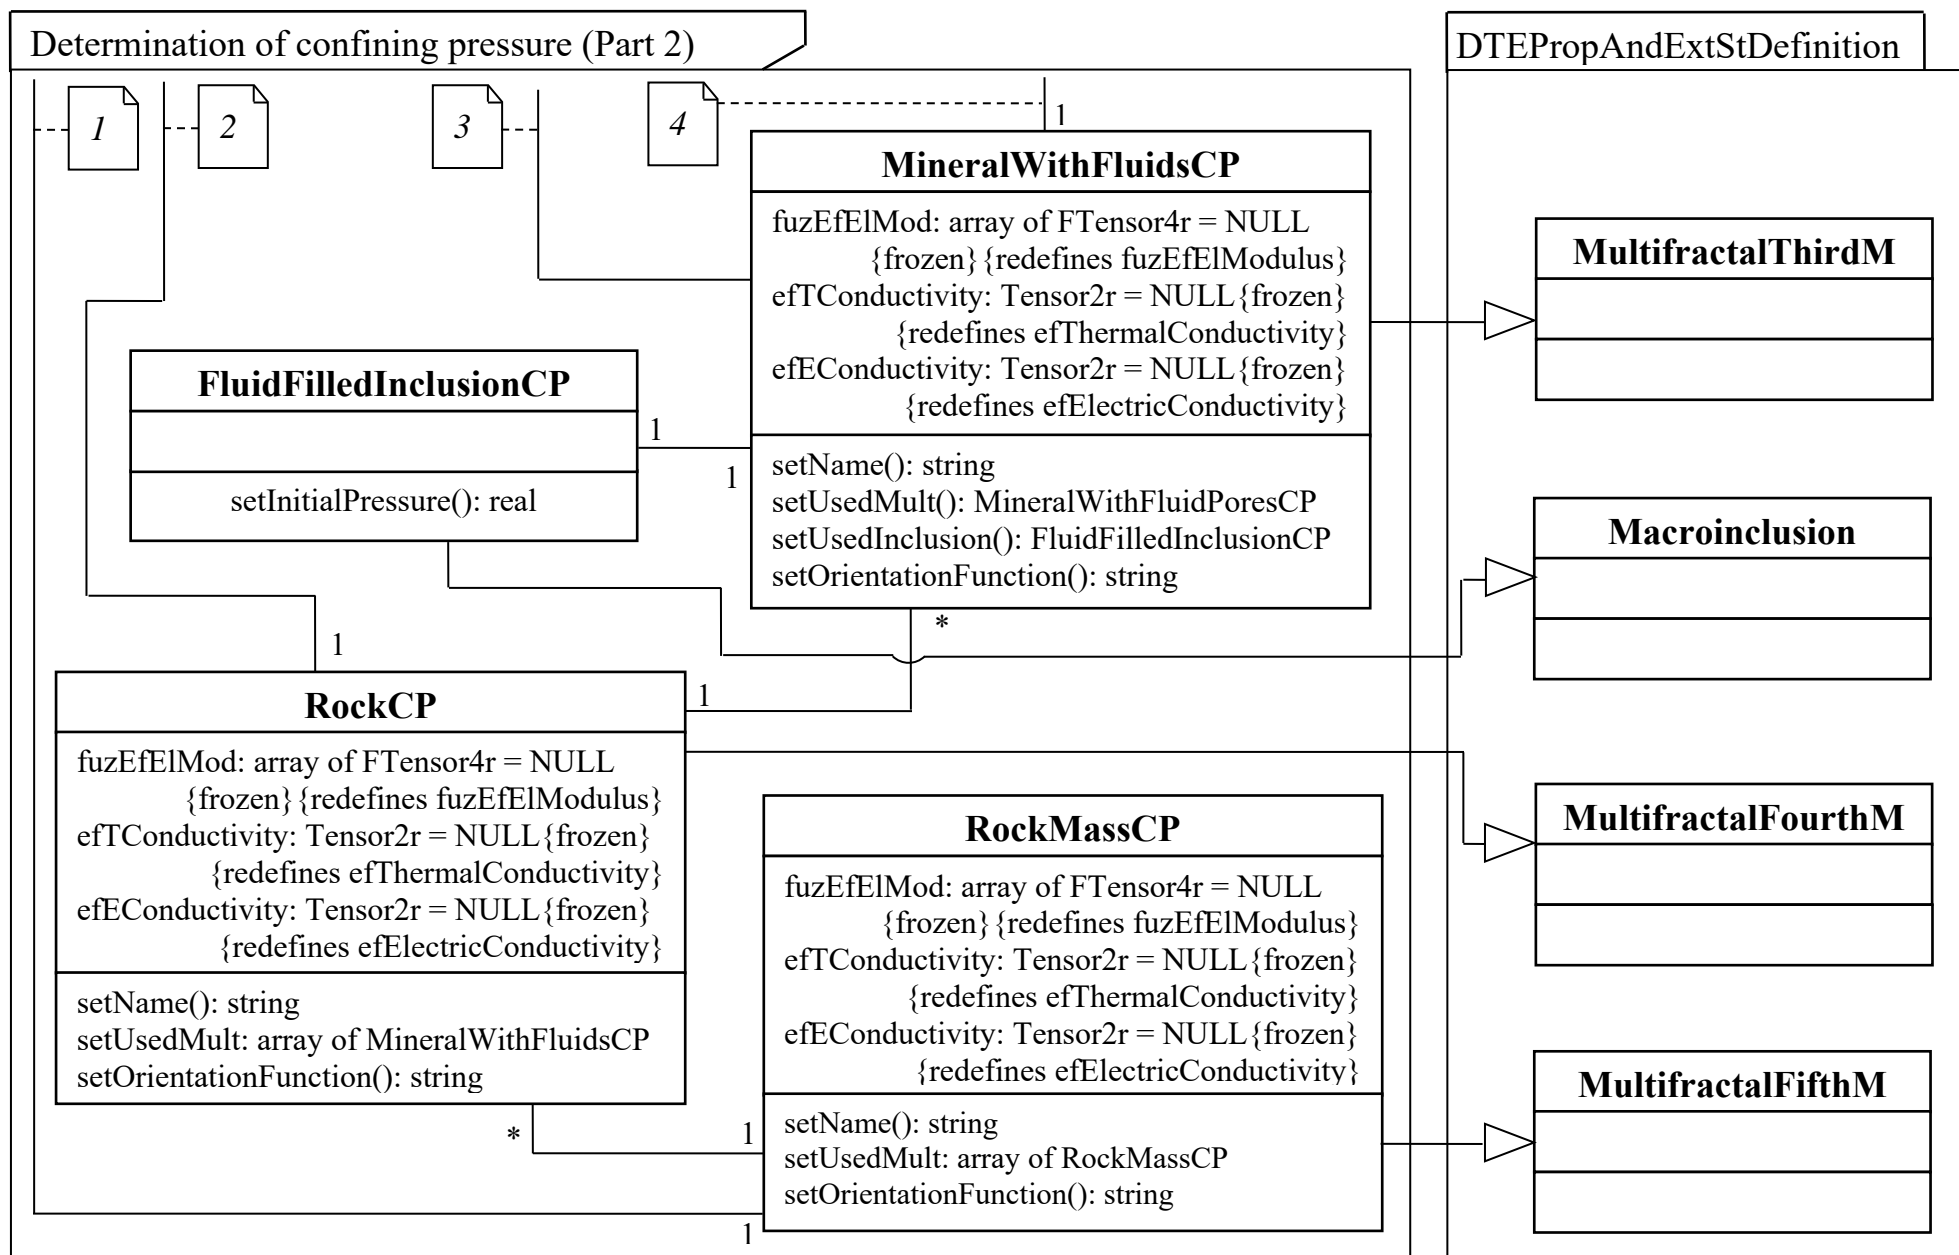 Determination of confining pressure (Part 2)
DTEPropAndExtStDefinition
1
2
3
4
1
MineralWithFluidsCP
fuzEfElMod: array of FTensor4r = NULL
{frozen}{redefines fuzEfElModulus}
efTConductivity: Tensor2r = NULL{frozen}
{redefines efThermalConductivity}
efEConductivity: Tensor2r = NULL{frozen}
{redefines efElectricConductivity}
setName(): string
setUsedMult(): MineralWithFluidPoresCP
setUsedInclusion(): FluidFilledInclusionCP
setOrientationFunction(): string
MultifractalThirdM
FluidFilledInclusionCP
setInitialPressure(): real
1
1
Macroinclusion
*
1
1
RockCP
fuzEfElMod: array of FTensor4r = NULL
{frozen}{redefines fuzEfElModulus}
efTConductivity: Tensor2r = NULL{frozen}
{redefines efThermalConductivity}
efEConductivity: Tensor2r = NULL{frozen}
{redefines efElectricConductivity}
setName(): string
setUsedMult: array of MineralWithFluidsCP
setOrientationFunction(): string
MultifractalFourthM
RockMassCP
fuzEfElMod: array of FTensor4r = NULL
{frozen}{redefines fuzEfElModulus}
efTConductivity: Tensor2r = NULL{frozen}
{redefines efThermalConductivity}
efEConductivity: Tensor2r = NULL{frozen}
{redefines efElectricConductivity}
setName(): string
setUsedMult: array of RockMassCP
setOrientationFunction(): string
MultifractalFifthM
*
1
1